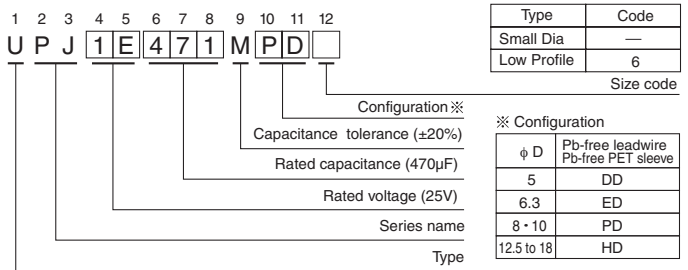 1 2 3 4 5 6 7 8 9 10 11 12
U P J 1 E 4 7 1 M P D
Type Code
Small Dia —
Low Profile 6
Size code
Configuration※
Capacitance tolerance (±20%)
Rated capacitance (470µF)
Rated voltage (25V)
Series name
Type
※ Configuration
φ D Pb-free leadwire
Pb-free PET sleeve
5 DD
6.3 ED
8・10 PD
12.5 to 18 HD